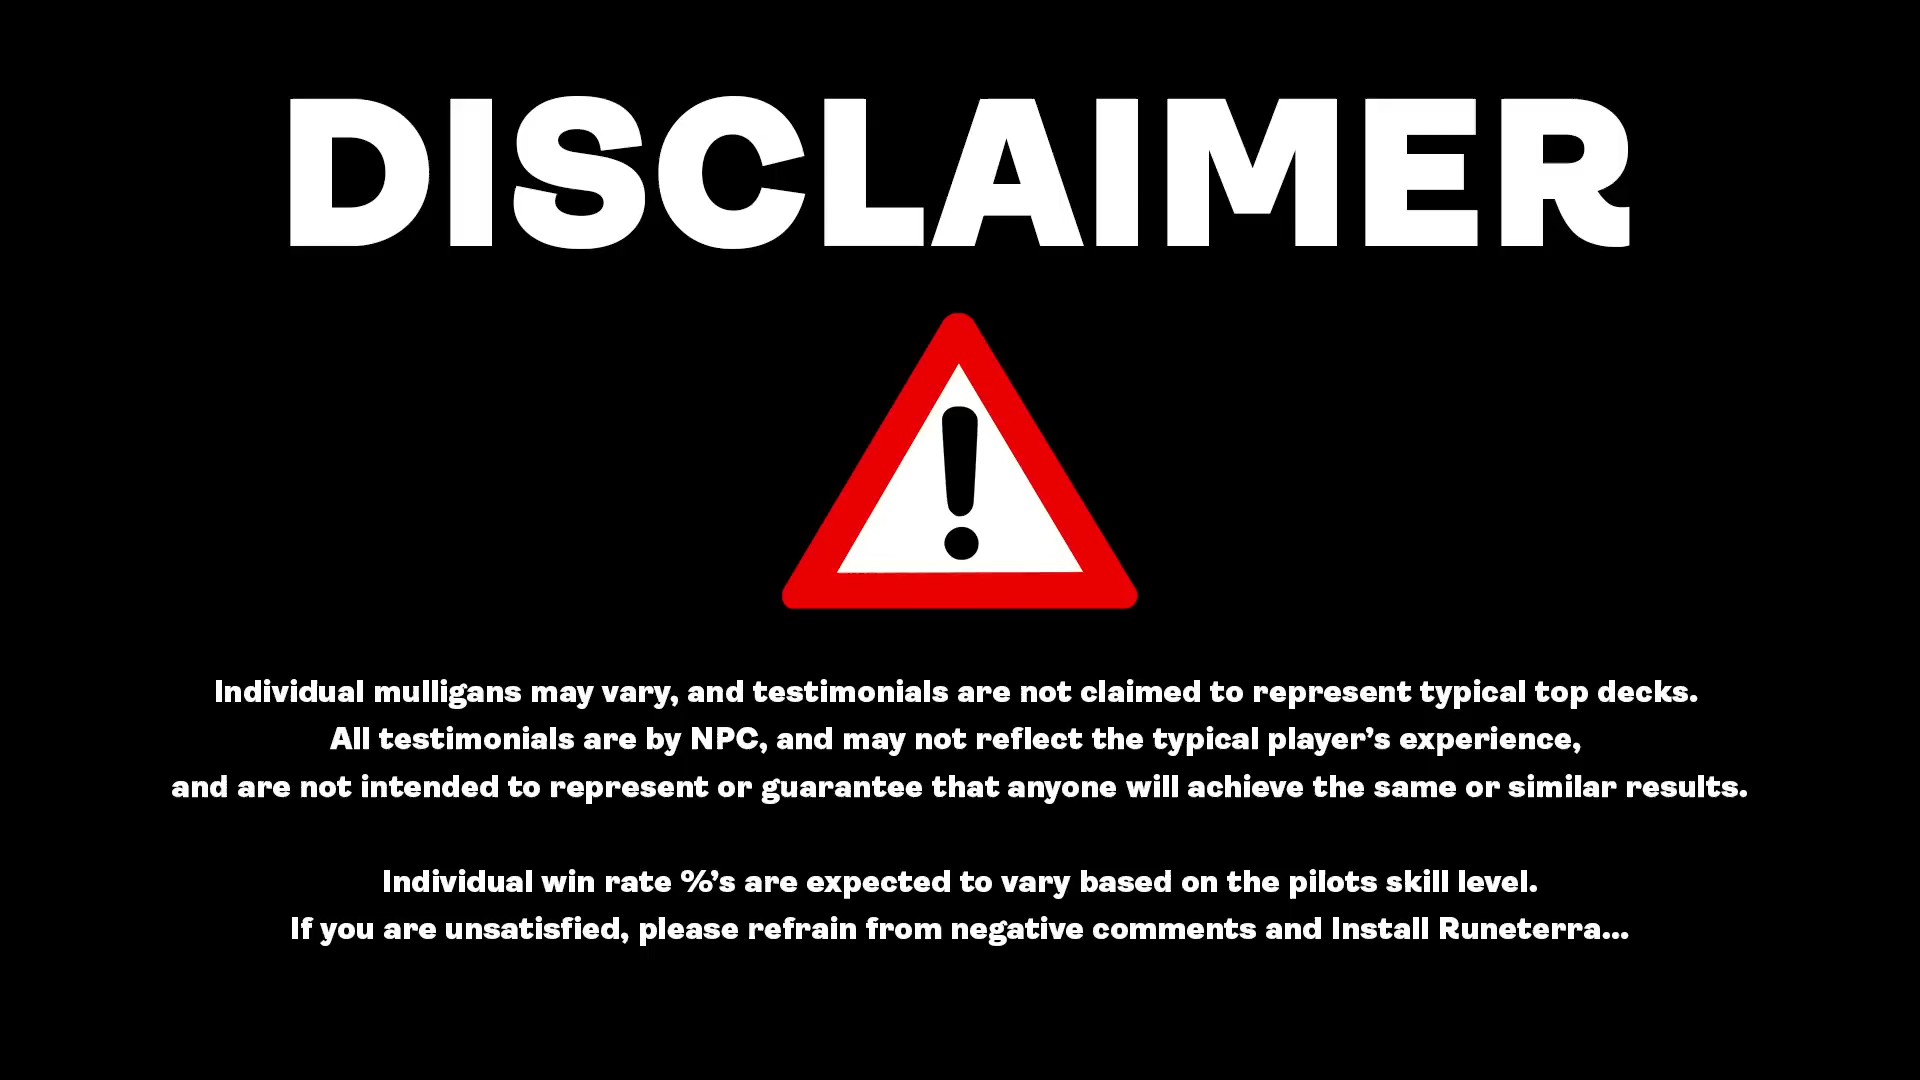 DISCLAIMER
!
Individual mulligans may vary, and testimonials are not claimed to represent typical top decks.
All testimonials are by NPC, and may not reflect the typical player’s experience,
and are not intended to represent or guarantee that anyone will achieve the same or similar results.
Individual win rate %’s are expected to vary based on the pilots skill level.
If you are unsatisfied, please refrain from negative comments and Install Runeterra...